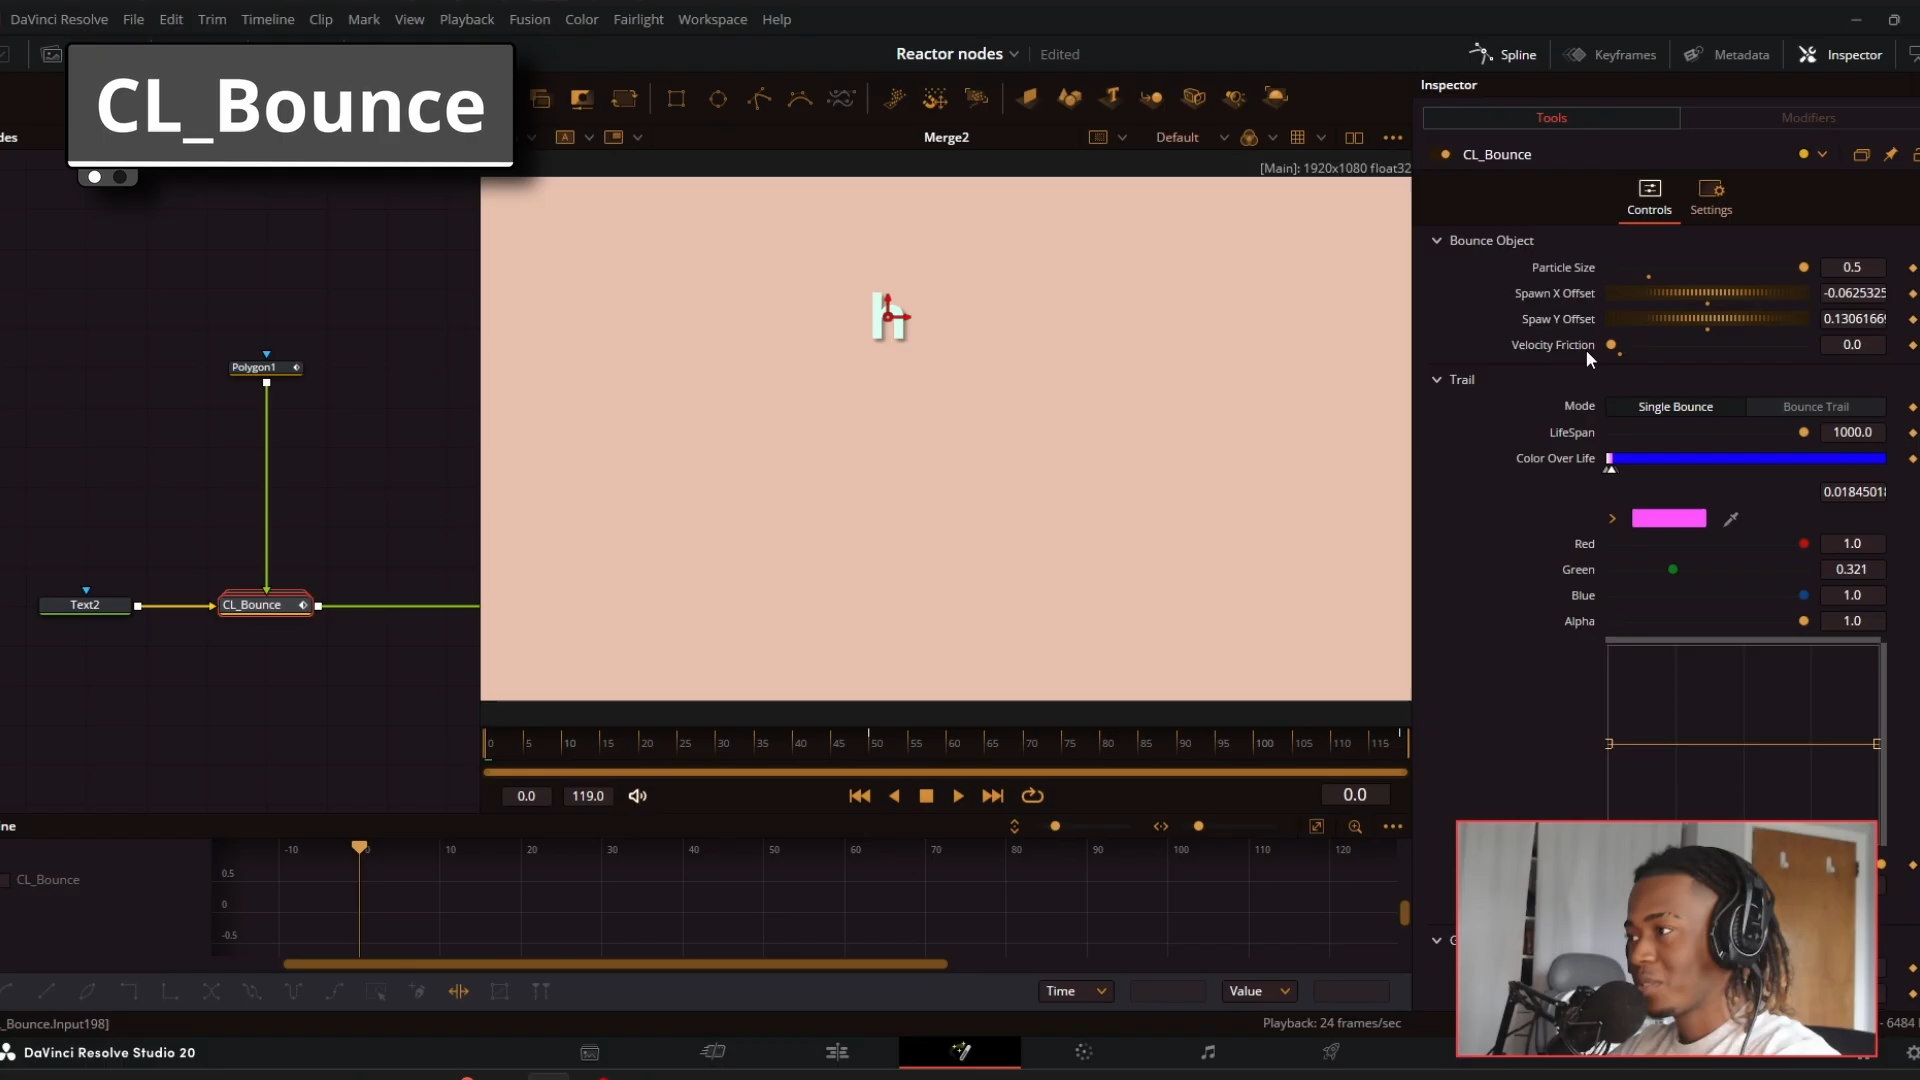 DaVinci Resolve File Edit Trim Timeline Clip Mark View Playback Fusion Color Fairlight Workspace Help
Reactor nodes Edited
Spline Keyframes Metadata Inspector
CL_Bounce
Inspector
Tools Modifiers
des
A
Merge2
Default
CL_Bounce
[Main]: 1920x1080 float32
Controls Settings
Bounce Object
Particle Size 0.5
Spawn X Offset -0.0625325
Spaw Y Offset 0.1306166
Velocity Friction 0.0
h
Trail
Mode Single Bounce Bounce Trail
LifeSpan 1000.0
Color Over Life
0.0184501
Red 1.0
Green 0.321
Blue 1.0
Alpha 1.0
Polygon1
Text2
CL_Bounce
0 5 10 15 20 25 30 35 40 45 50 55 60 65 70 75 80 85 90 95 100 105 110 115
0.0 119.0 0.0
ne
-10 0 10 20 30 40 50 60 70 80 90 100 110 120
CL_Bounce
0.5
0
-0.5
Time Value
_Bounce.Input198]
Playback: 24 frames/sec
- 6484
DaVinci Resolve Studio 20